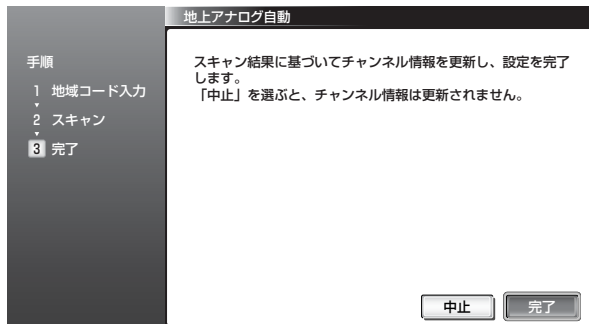 地上アナログ自動
手順
1 地域コード入力
2 スキャン
3 完了
スキャン結果に基づいてチャンネル情報を更新し、設定を完了
します。
「中止」を選ぶと、チャンネル情報は更新されません。
中止
完了